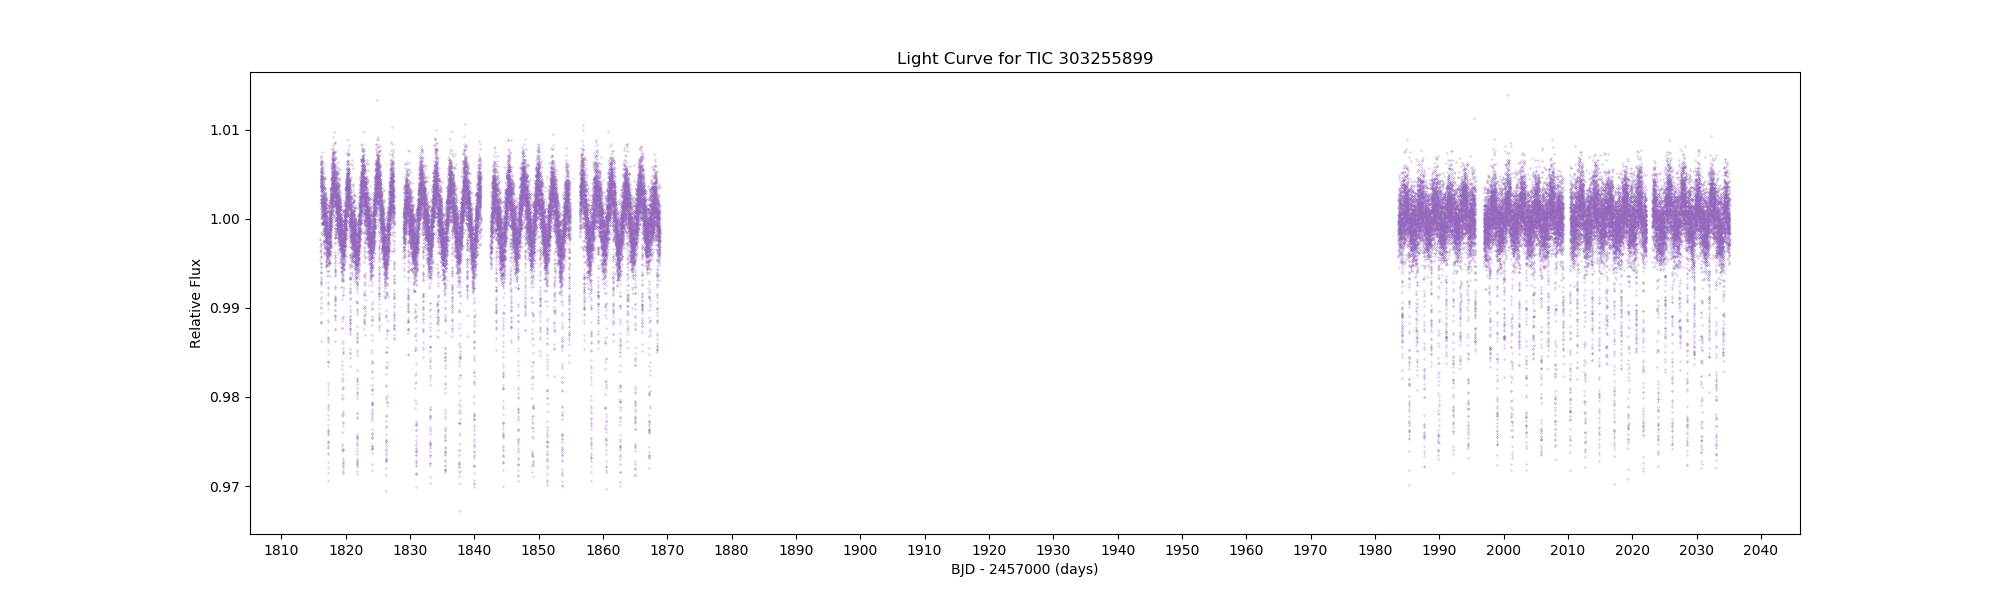 Light Curve for TIC 303255899
Relative Flux
1.01
1.00
0.99
0.98
0.97
1810 1820 1830 1840 1850 1860 1870 1880 1890 1900 1910 1920 1930 1940 1950 1960 1970 1980 1990 2000 2010 2020 2030 2040
BJD - 2457000 (days)